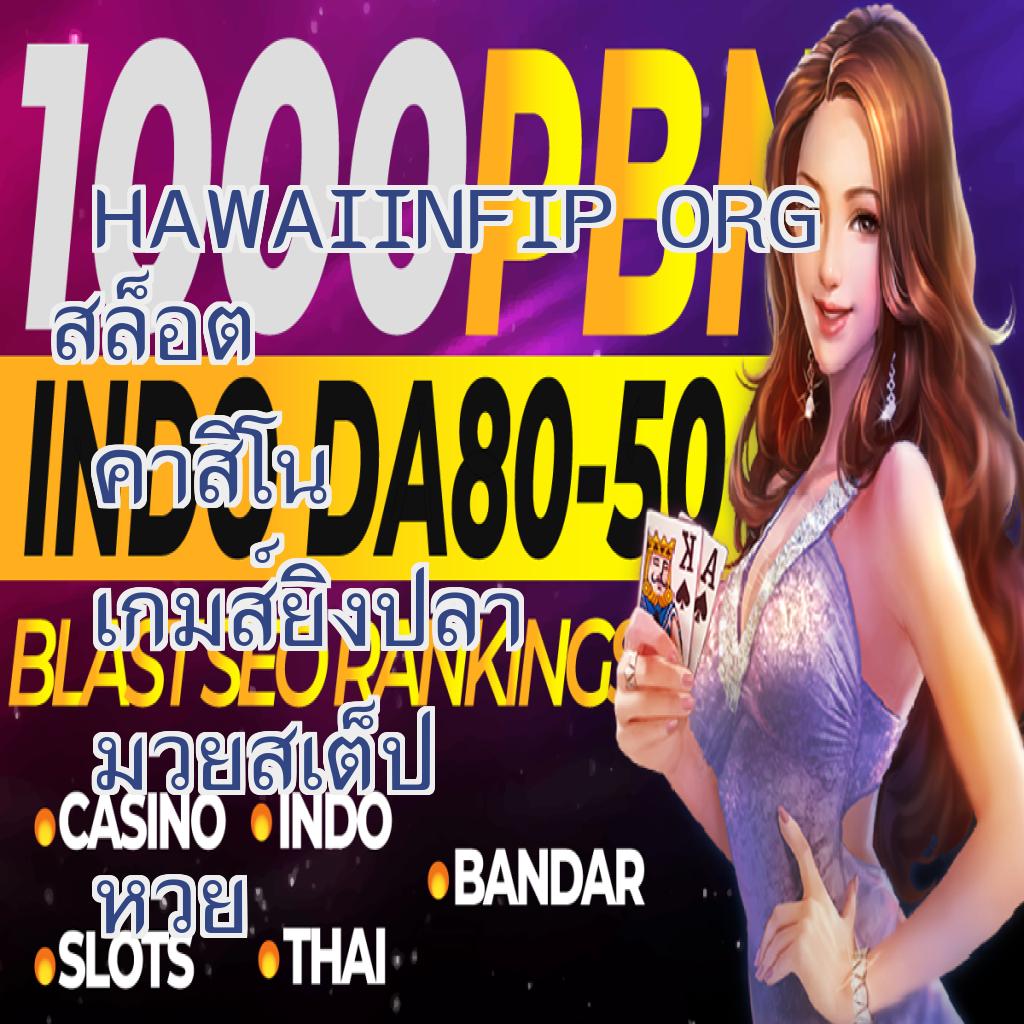 1000PBN
HAWAIINFIP ORG
สล็อต
INDO DA80-50
คาสิโน
เกมส์ยิงปลา
BLAST SEO RANKINGS
มวยสเต็ป
CASINO
INDO
BANDAR
หวย
SLOTS
THAI
K
A